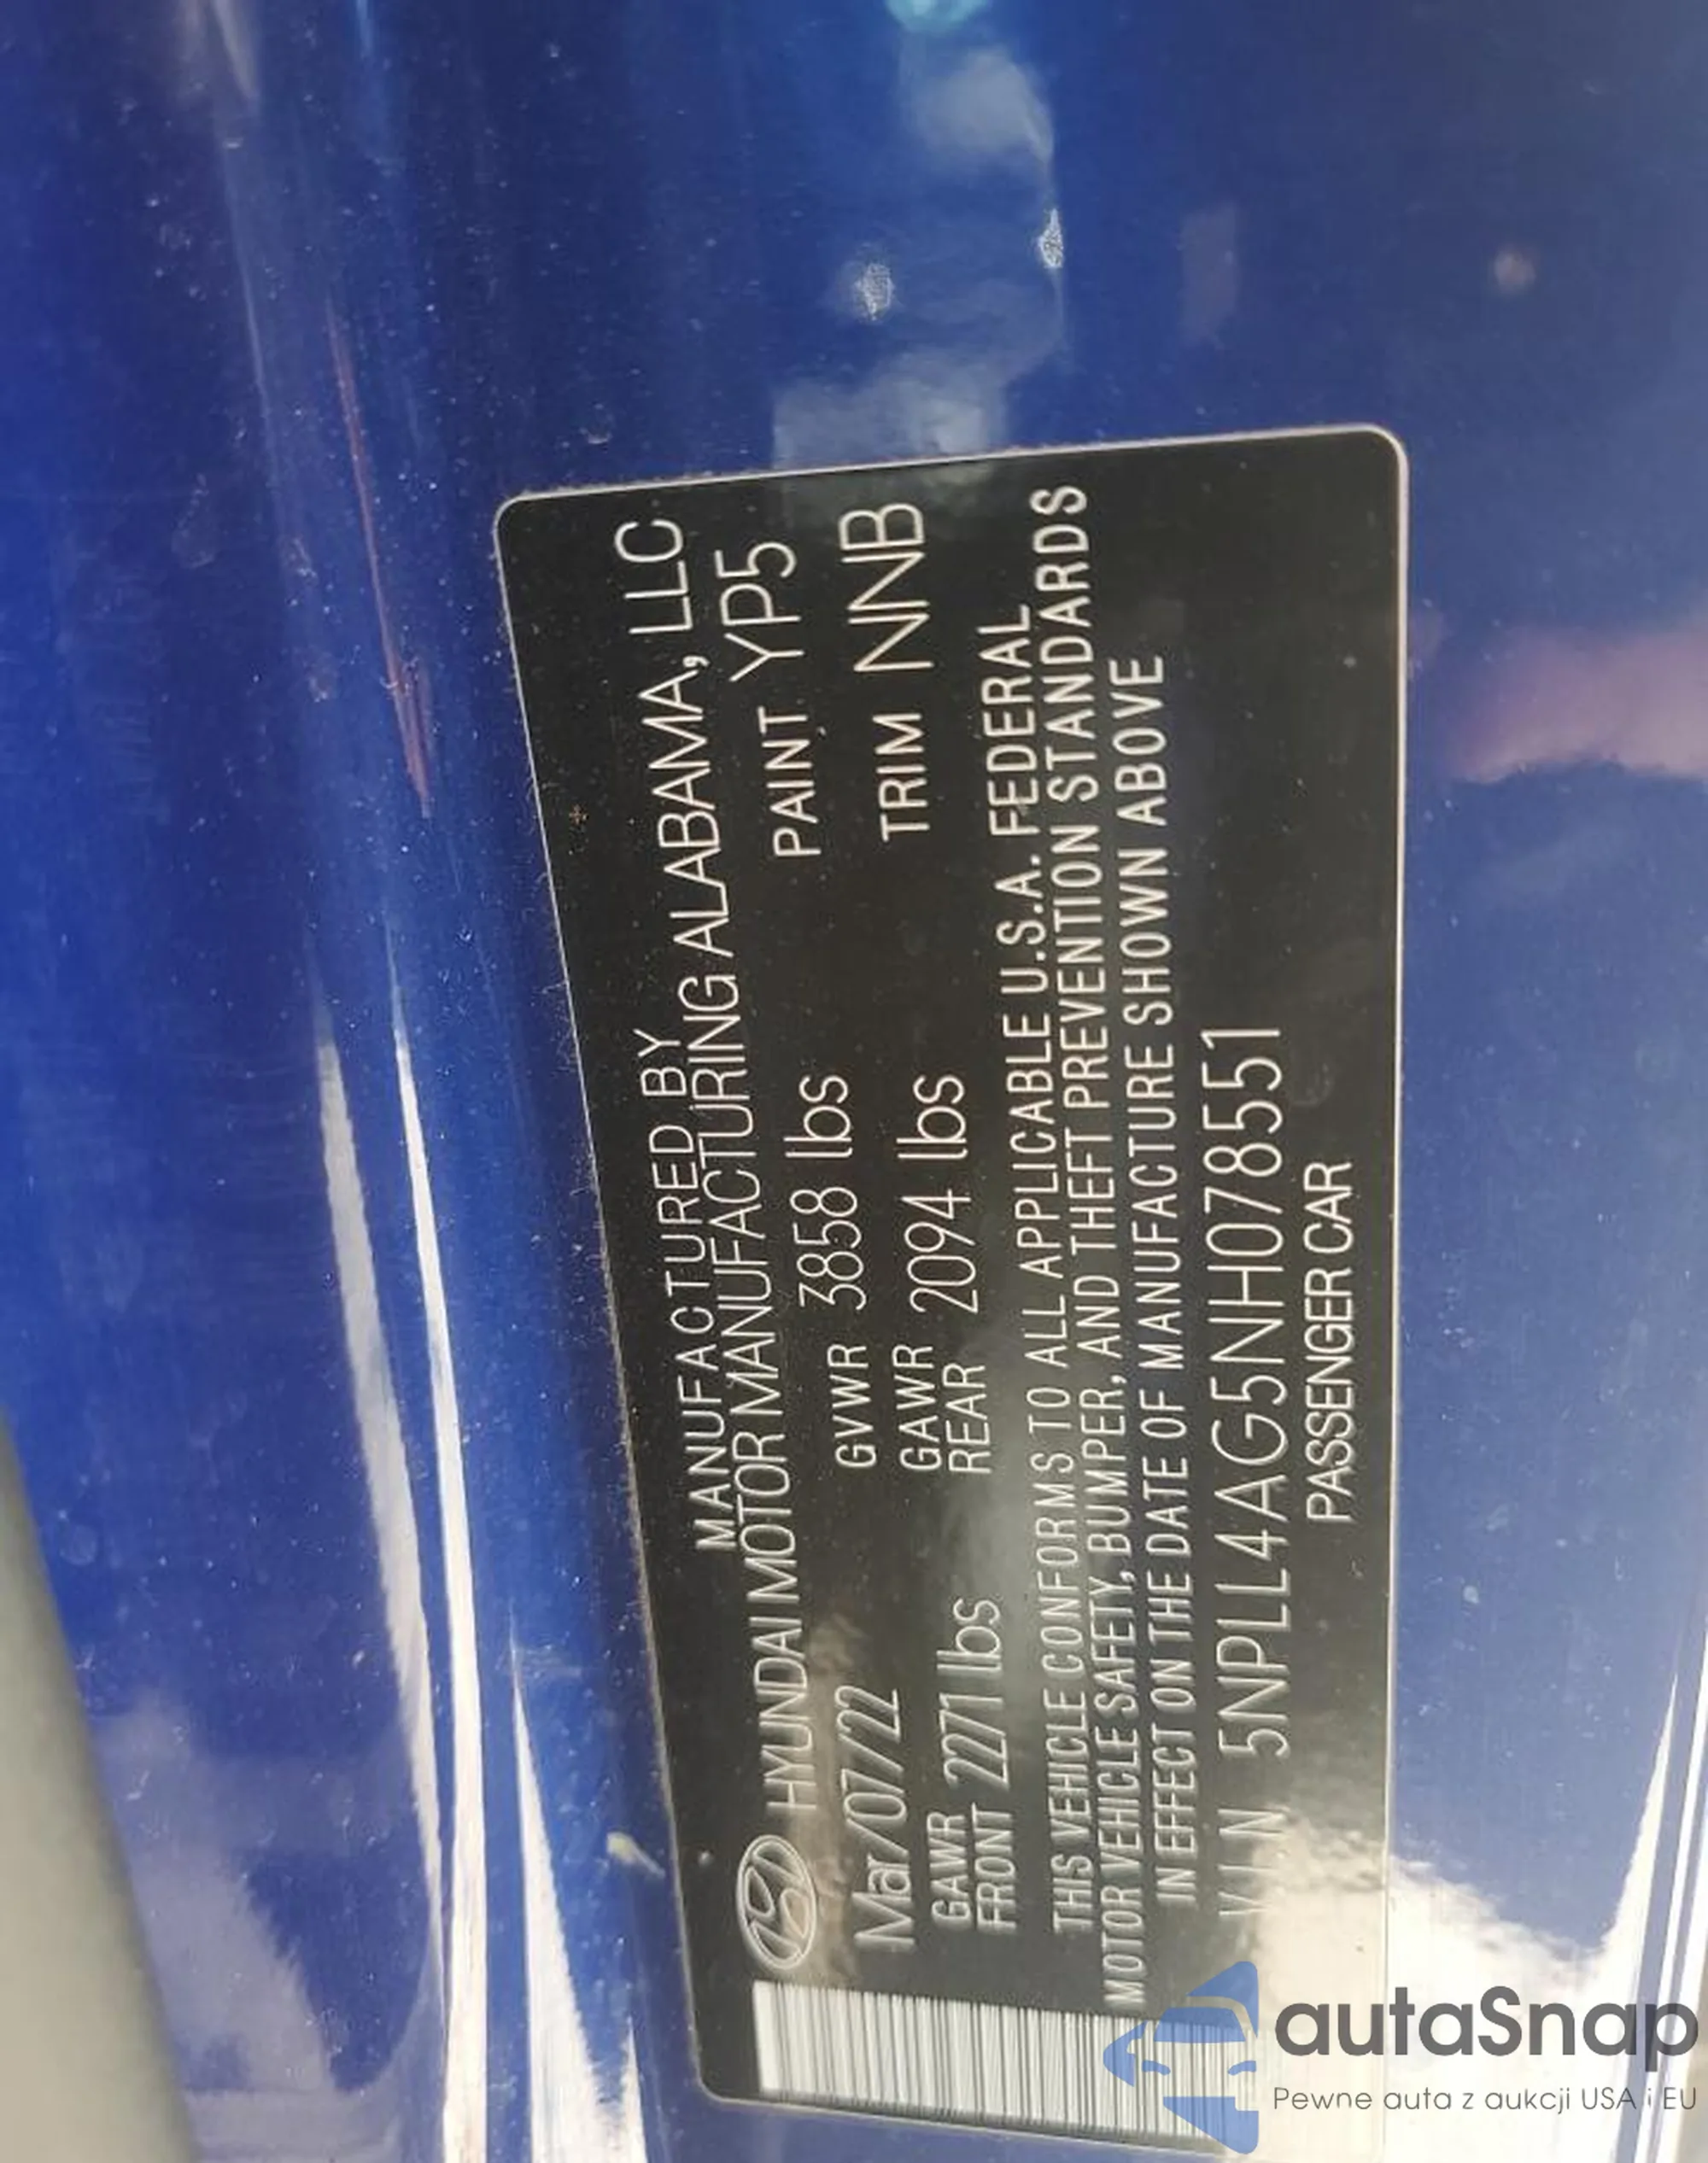 MANUFACTURED BY
HYUNDAI MOTOR MANUFACTURING ALABAMA, LLC
Mar/07/22 GVWR 3858 lbs PAINT YP5
GAWR FRONT 2271 lbs GAWR REAR 2094 lbs TRIM NNB
THIS VEHICLE CONFORMS TO ALL APPLICABLE U.S.A. FEDERAL
MOTOR VEHICLE SAFETY, BUMPER, AND THEFT PREVENTION STANDARDS
IN EFFECT ON THE DATE OF MANUFACTURE SHOWN ABOVE
VIN 5NPLL4AG5NH078551
PASSENGER CAR
autaSnap
Pewne auta z aukcji USA i EU